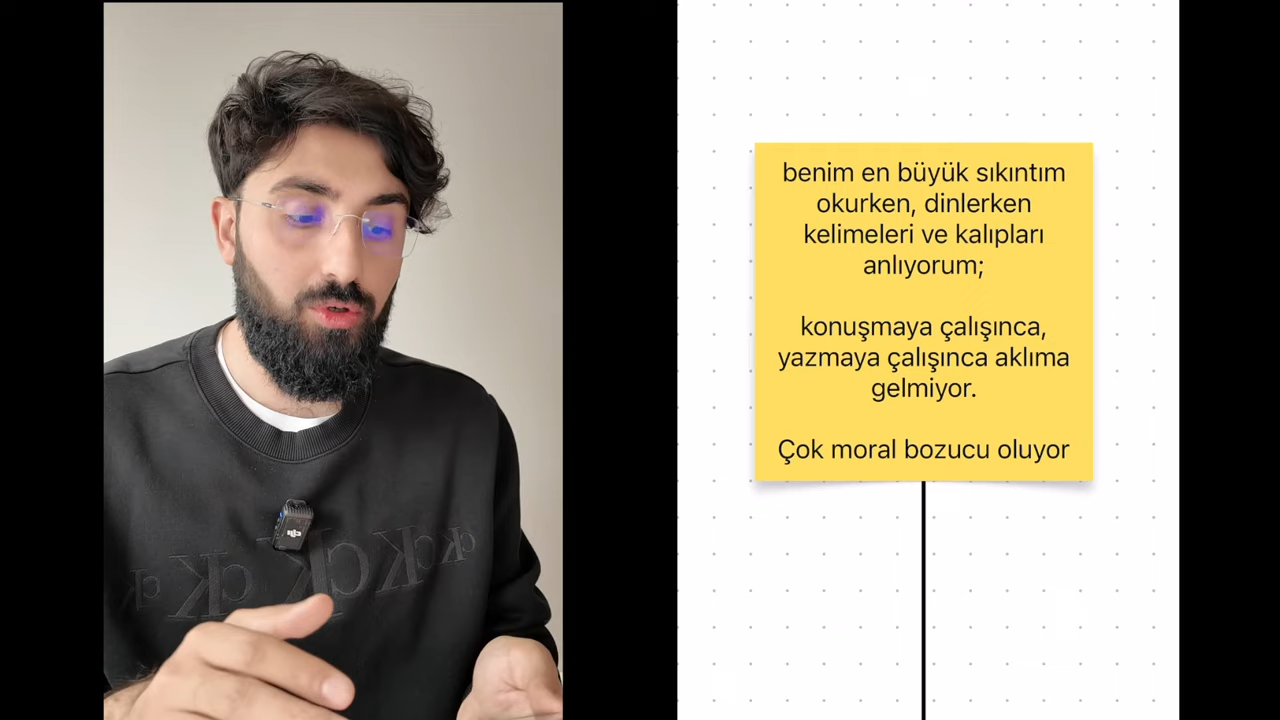 benim en büyük sıkıntım
okurken, dinlerken
kelimeleri ve kalıpları
anlıyorum;
konuşmaya çalışınca,
yazmaya çalışınca aklıma
gelmiyor.
Çok moral bozucu oluyor
dji